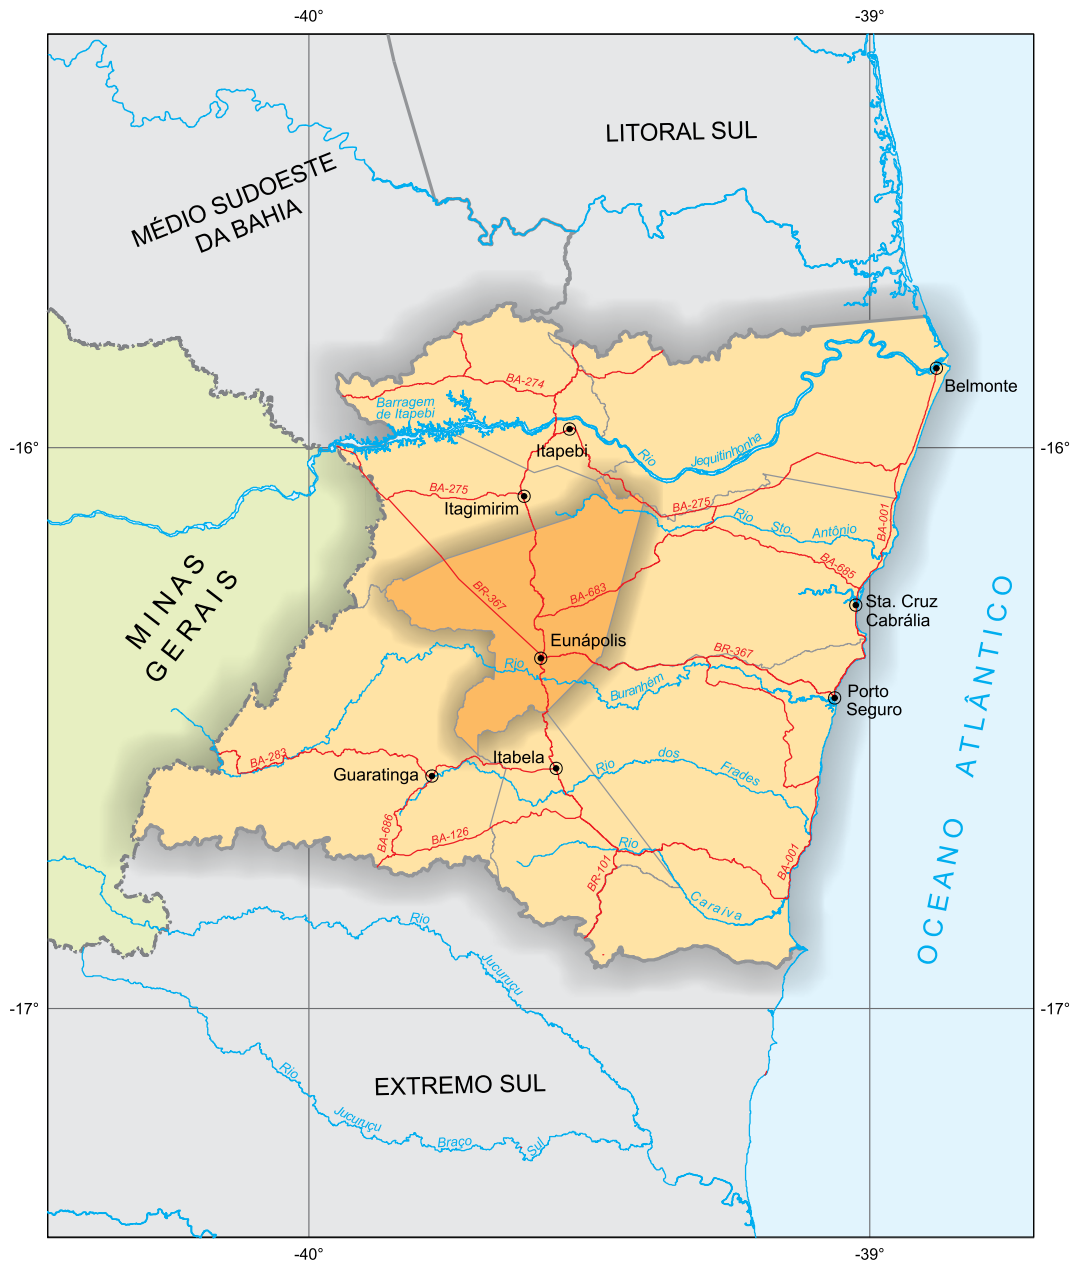 -40°
-39°
LITORAL SUL
MÉDIO SUDOESTE
DA BAHIA
BA-274
Barragem
de Itapebi
Belmonte
-16°
-16°
Itapebi
Rio
Jequitinhonha
BA-275
Itagimirim
BA-275
Rio
Sto.
Antônio
BA-001
MINAS
GERAIS
BR-367
BA-683
BA-685
Sta. Cruz
Cabrália
Eunápolis
BR-367
Rio
Buranhém
Porto
Seguro
OCEANO ATLÂNTICO
BA-283
Guaratinga
Itabela
Rio
dos
Frades
BA-686
BA-126
Rio
BR-101
BA-001
Caraíva
Rio
Jucuruçu
-17°
-17°
EXTREMO SUL
Rio
Jucuruçu
Braço
Sul
-40°
-39°